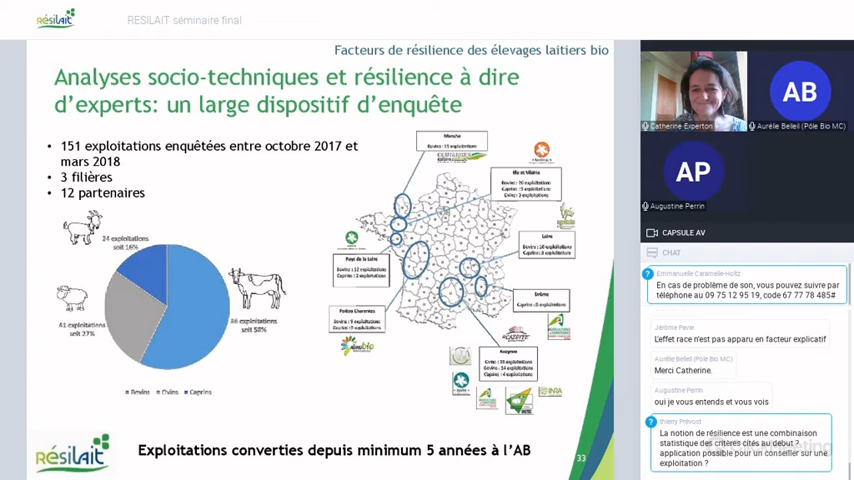 Résilait
RESILAIT séminaire final
Facteurs de résilience des élevages laitiers bio
Analyses socio-techniques et résilience à dire
d'experts: un large dispositif d'enquête
• 151 exploitations enquêtées entre octobre 2017 et
mars 2018
• 3 filières
• 12 partenaires
24 exploitations
soit 16%
41 exploitations
soit 27%
86 exploitations
soit 58%
Bovins
Ovins
Caprins
Manche
Bovins : 15 exploitations
Ille et Vilaine
Loire
Pays de la Loire
Drôme
Poitou Charentes
Aveyron
Résilait
Exploitations converties depuis minimum 5 années à l'AB
33
Catherine Experton
AB
Aurélie Belleil (Pôle Bio MC)
AP
Augustine Perrin
CAPSULE AV
CHAT
Emmanuelle Caramelle-Holtz
En cas de problème de son, vous pouvez suivre par
téléphone au 09 75 12 95 19, code 67 77 78 485#
Jérôme Pavie
L'effet race n'est pas apparu en facteur explicatif
Aurélie Belleil (Pôle Bio MC)
Merci Catherine.
Augustine Perrin
oui je vous entends et vous vois
thierry Prévost
La notion de résilience est une combinaison
statistique des critères cités au début ?
application possible pour un conseiller sur une
exploitation ?